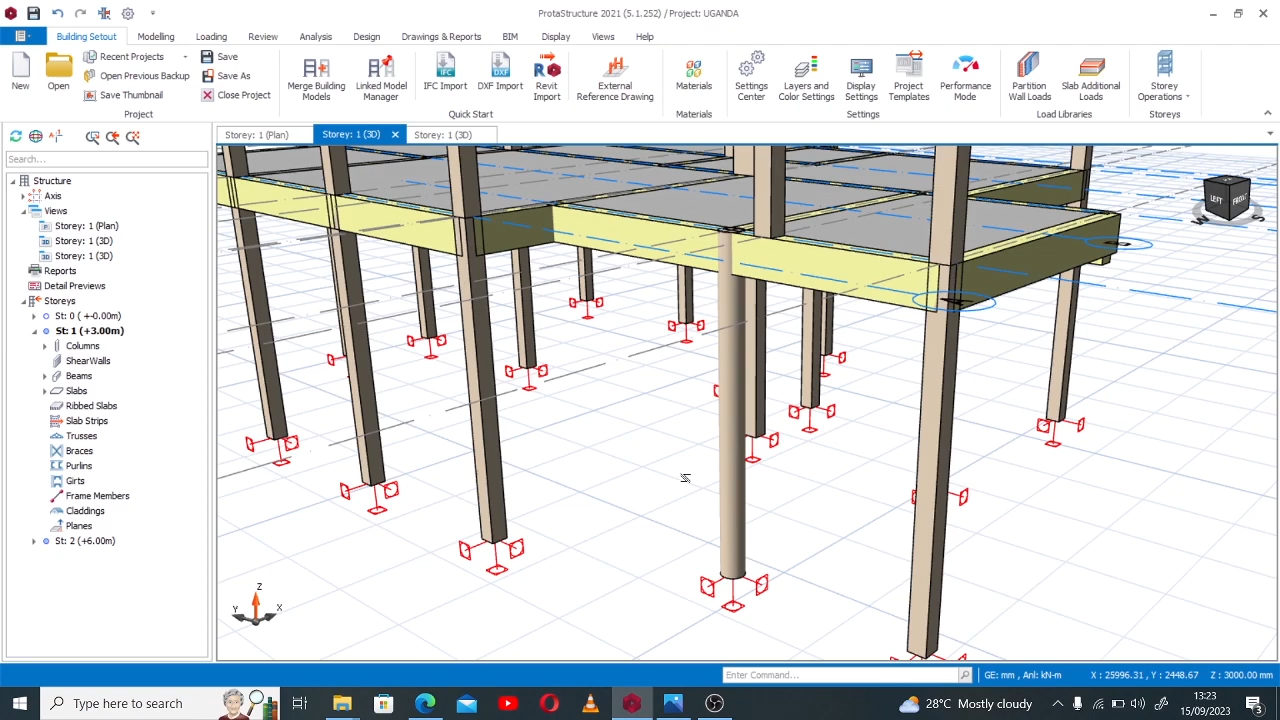 ProtaStructure 2021 (5.1.252) / Project: UGANDA
Building Setout Modelling Loading Review Analysis Design Drawings & Reports BIM Display Views Help
New
Open
Recent Projects
Open Previous Backup
Save Thumbnail
Save
Save As
Close Project
Project
Merge Building Models
Linked Model Manager
IFC Import
DXF Import
Revit Import
External Reference Drawing
Quick Start
Materials
Materials
Settings Center
Layers and Color Settings
Display Settings
Project Templates
Performance Mode
Settings
Partition Wall Loads
Slab Additional Loads
Load Libraries
Storey Operations
Storeys
Storey: 1 (Plan)
Storey: 1 (3D)
Storey: 1 (3D)
Search...
Structure
Axis
Views
Storey: 1 (Plan)
Storey: 1 (3D)
Storey: 1 (3D)
Reports
Detail Previews
Storeys
St: 0 ( +-0.00m)
St: 1 (+3.00m)
Columns
ShearWalls
Beams
Slabs
Ribbed Slabs
Slab Strips
Trusses
Braces
Purlins
Girts
Frame Members
Claddings
Planes
St: 2 (+6.00m)
LEFT
FRONT
W
S
Z
Y
X
Enter Command...
GE: mm , Anl: kN-m
X : 25996.31 , Y : 2448.67
Z : 3000.00 mm
Type here to search
28°C Mostly cloudy
13:23
15/09/2023